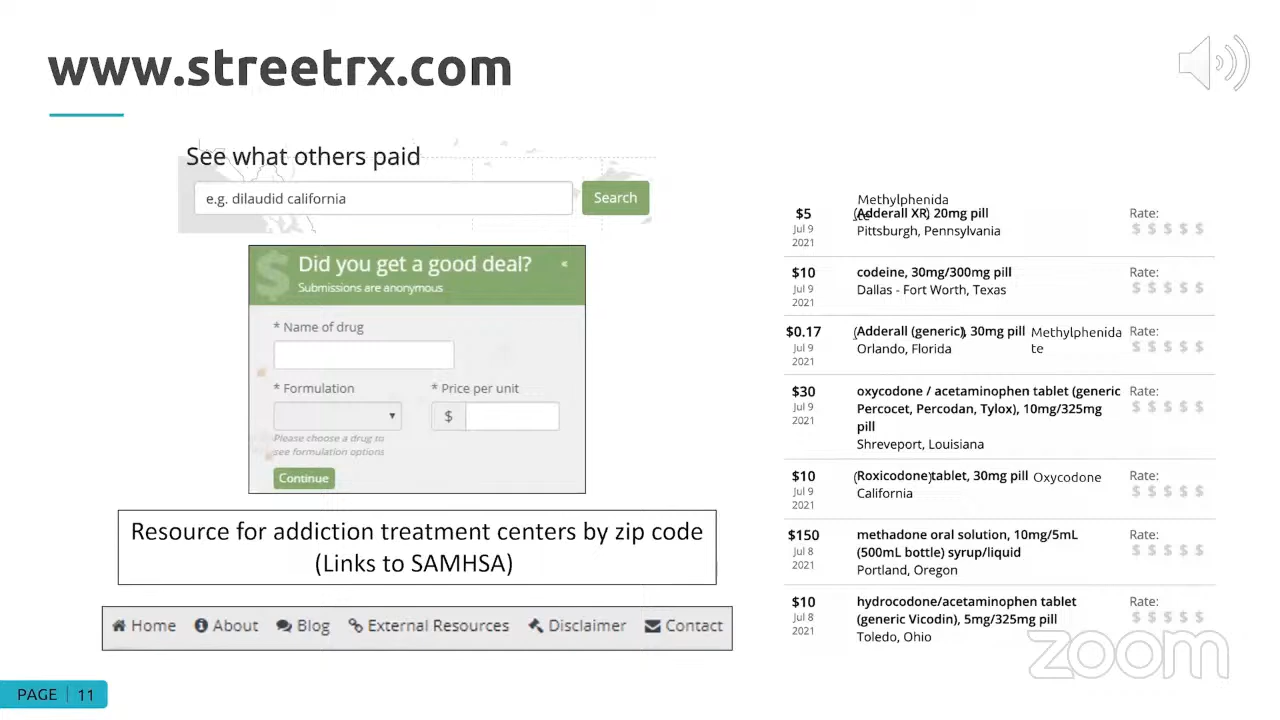 www.streetrx.com
See what others paid
e.g. dilaudid california
Search
Did you get a good deal?
Submissions are anonymous
* Name of drug
* Formulation
* Price per unit
$
Please choose a drug to
see formulation options
Continue
Resource for addiction treatment centers by zip code
(Links to SAMHSA)
Home About Blog External Resources Disclaimer Contact
Methylphenida
te
$5 (Adderall XR) 20mg pill Rate:
Jul 9 Pittsburgh, Pennsylvania $ $ $ $ $
2021
$10 codeine, 30mg/300mg pill Rate:
Jul 9 Dallas - Fort Worth, Texas $ $ $ $ $
2021
$0.17 (Adderall (generic), 30mg pill Methylphenida Rate:
Jul 9 Orlando, Florida te $ $ $ $ $
2021
$30 oxycodone / acetaminophen tablet (generic Rate:
Jul 9 Percocet, Percodan, Tylox), 10mg/325mg $ $ $ $ $
2021 pill
Shreveport, Louisiana
$10 (Roxicodone)tablet, 30mg pill Oxycodone Rate:
Jul 9 California $ $ $ $ $
2021
$150 methadone oral solution, 10mg/5mL Rate:
Jul 8 (500mL bottle) syrup/liquid $ $ $ $ $
2021 Portland, Oregon
$10 hydrocodone/acetaminophen tablet Rate:
Jul 8 (generic Vicodin), 5mg/325mg pill $ $ $ $ $
2021 Toledo, Ohio
zoom
PAGE 11